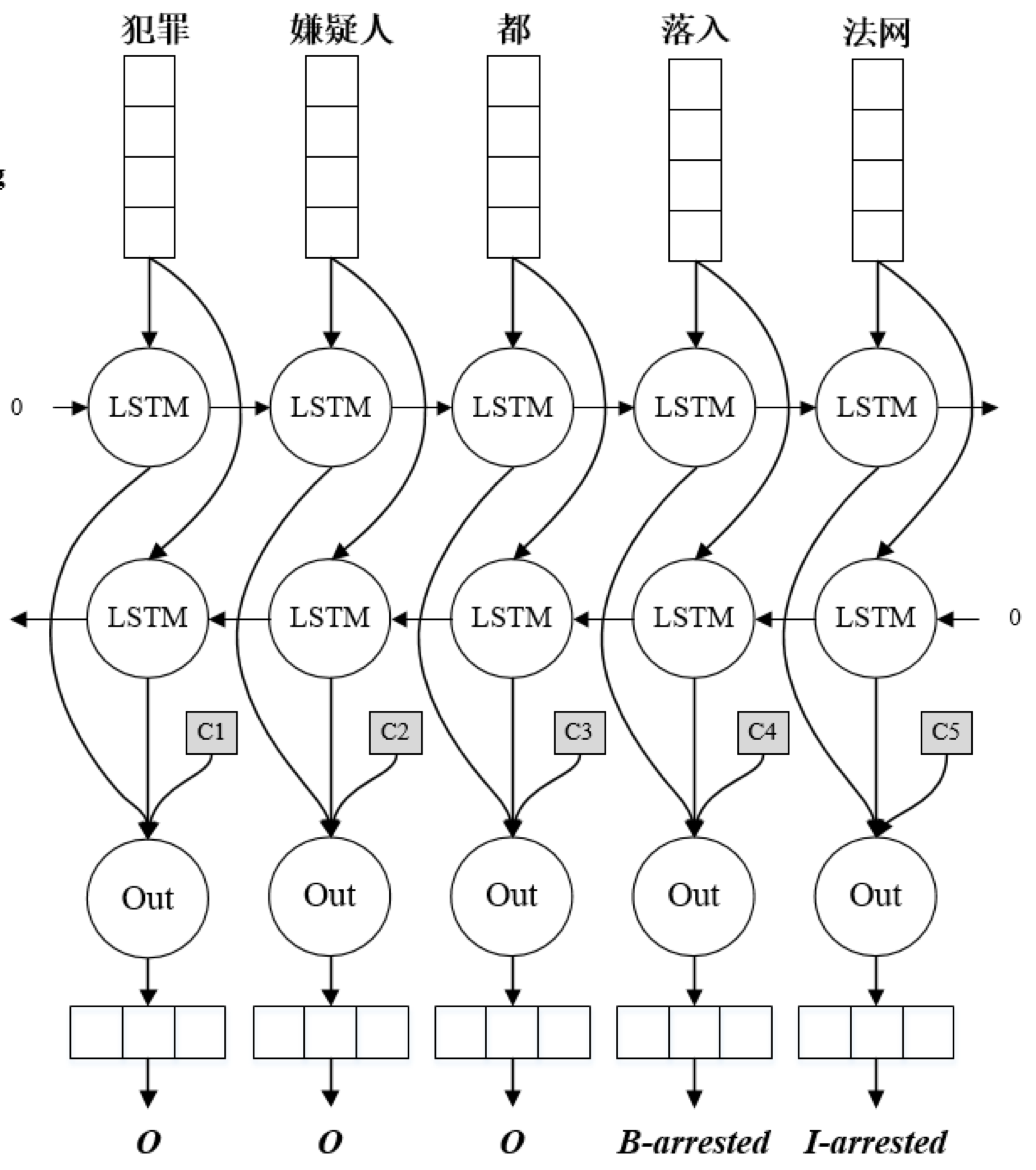 犯罪 嫌疑人 都 落入 法网
g
0 LSTM LSTM LSTM LSTM LSTM
LSTM LSTM LSTM LSTM LSTM 0
C1 C2 C3 C4 C5
Out Out Out Out Out
O O O B-arrested I-arrested